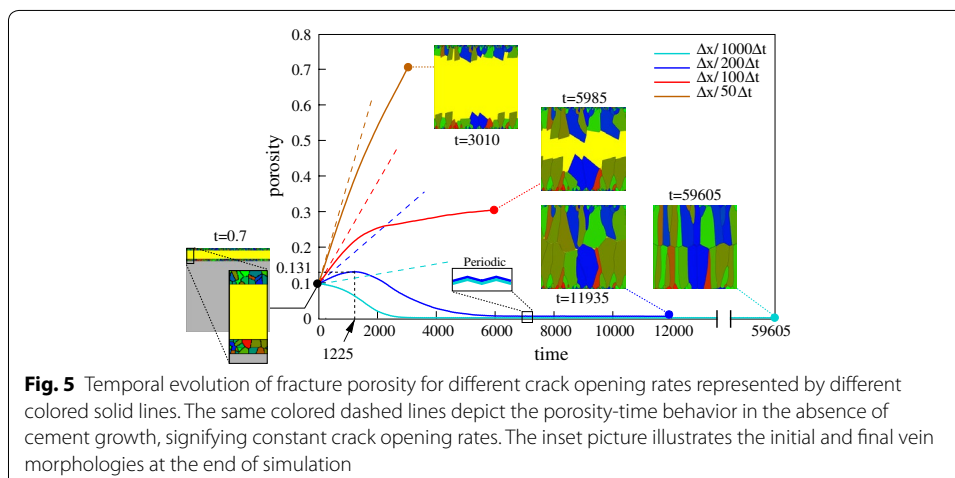 0.8
0.7
0.6
0.5
0.4
0.3
0.2
0.131
0.1
0
porosity
Δx/1000Δt
Δx/200Δt
Δx/100Δt
Δx/50Δt
t=3010
t=5985
t=59605
t=11935
t=0.7
Periodic
0 2000 4000 6000 8000 10000 12000 59605
1225
time
Fig. 5 Temporal evolution of fracture porosity for different crack opening rates represented by different
colored solid lines. The same colored dashed lines depict the porosity-time behavior in the absence of
cement growth, signifying constant crack opening rates. The inset picture illustrates the initial and final vein
morphologies at the end of simulation